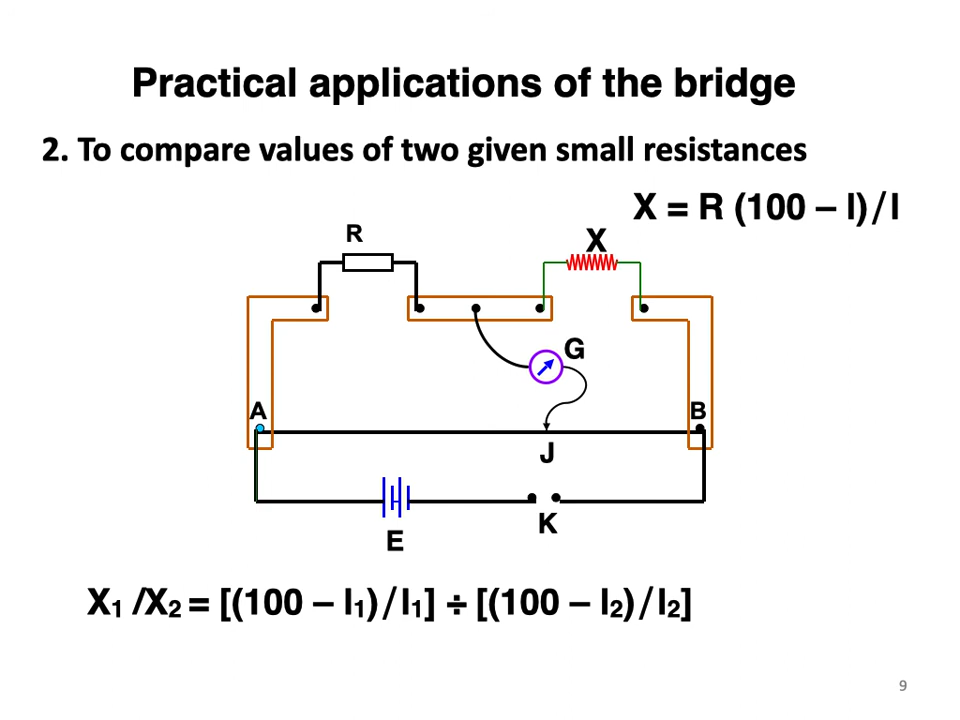 Practical applications of the bridge
2. To compare values of two given small resistances
X = R (100 – l)/l
R
X
G
A
B
J
K
E
X₁ /X₂ = [(100 – l₁)/l₁] ÷ [(100 – l₂)/l₂]
9